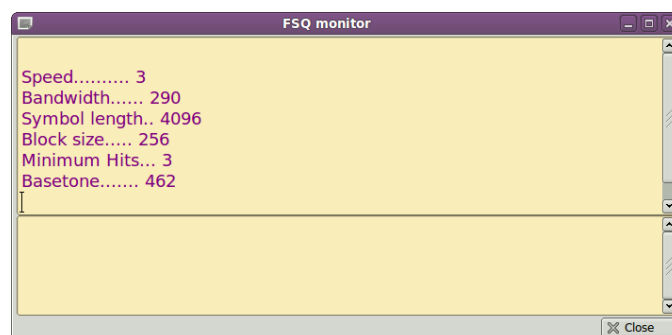 FSQ monitor
Speed.......... 3
Bandwidth...... 290
Symbol length.. 4096
Block size..... 256
Minimum Hits... 3
Basetone....... 462
Close